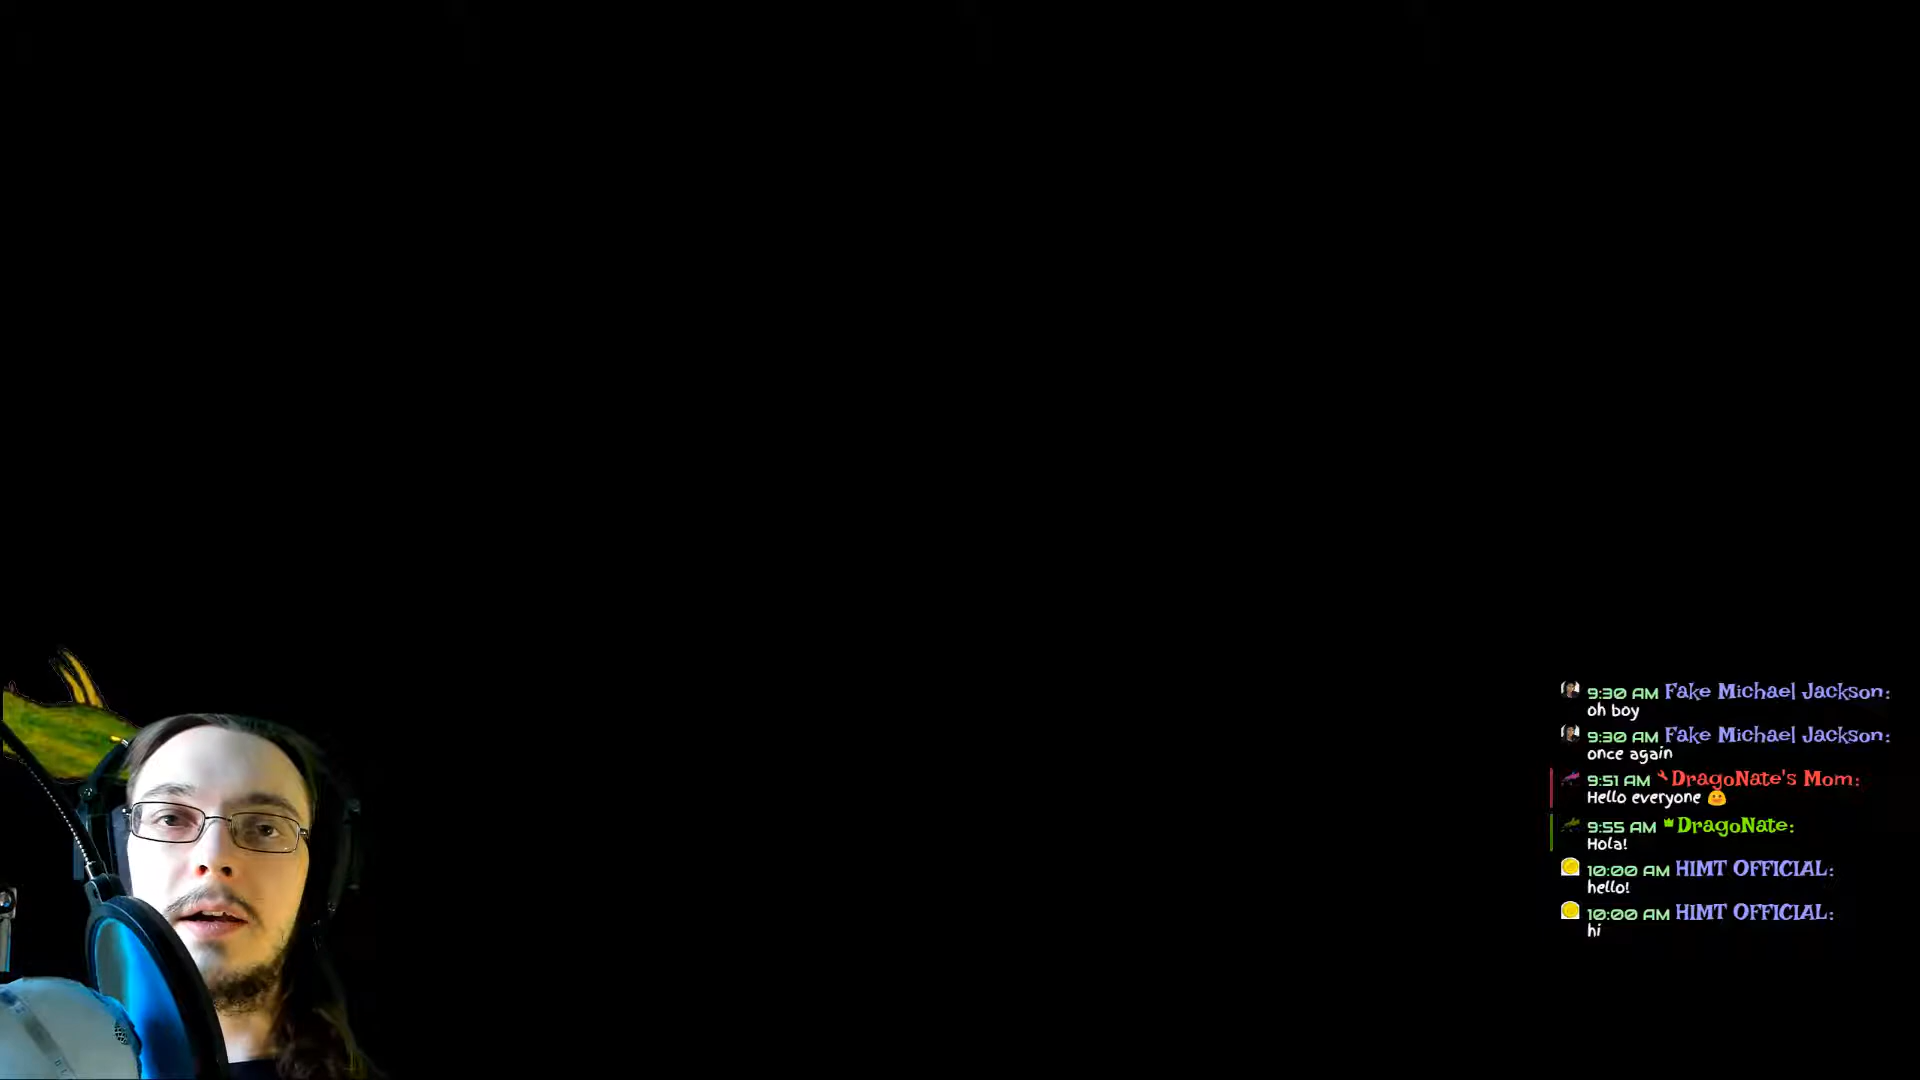 9:30 AM Fake Michael Jackson:
oh boy
9:30 AM Fake Michael Jackson:
once again
9:51 AM DragoNate's Mom:
Hello everyone
9:55 AM DragoNate:
Hola!
10:00 AM HIMT OFFICIAL:
hello!
10:00 AM HIMT OFFICIAL:
hi